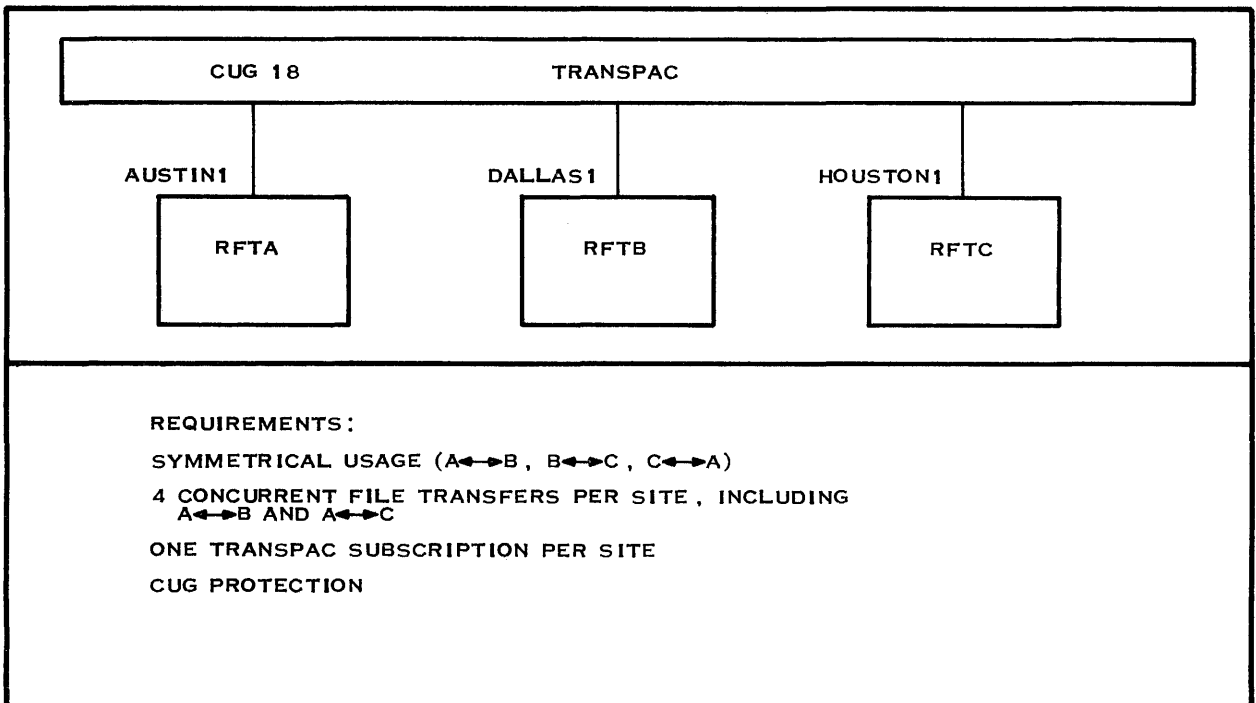 CUG 18 TRANSPAC
AUSTIN1 DALLAS1 HOUSTON1
RFTA RFTB RFTC
REQUIREMENTS:
SYMMETRICAL USAGE (A↔B, B↔C, C↔A)
4 CONCURRENT FILE TRANSFERS PER SITE, INCLUDING
A↔B AND A↔C
ONE TRANSPAC SUBSCRIPTION PER SITE
CUG PROTECTION